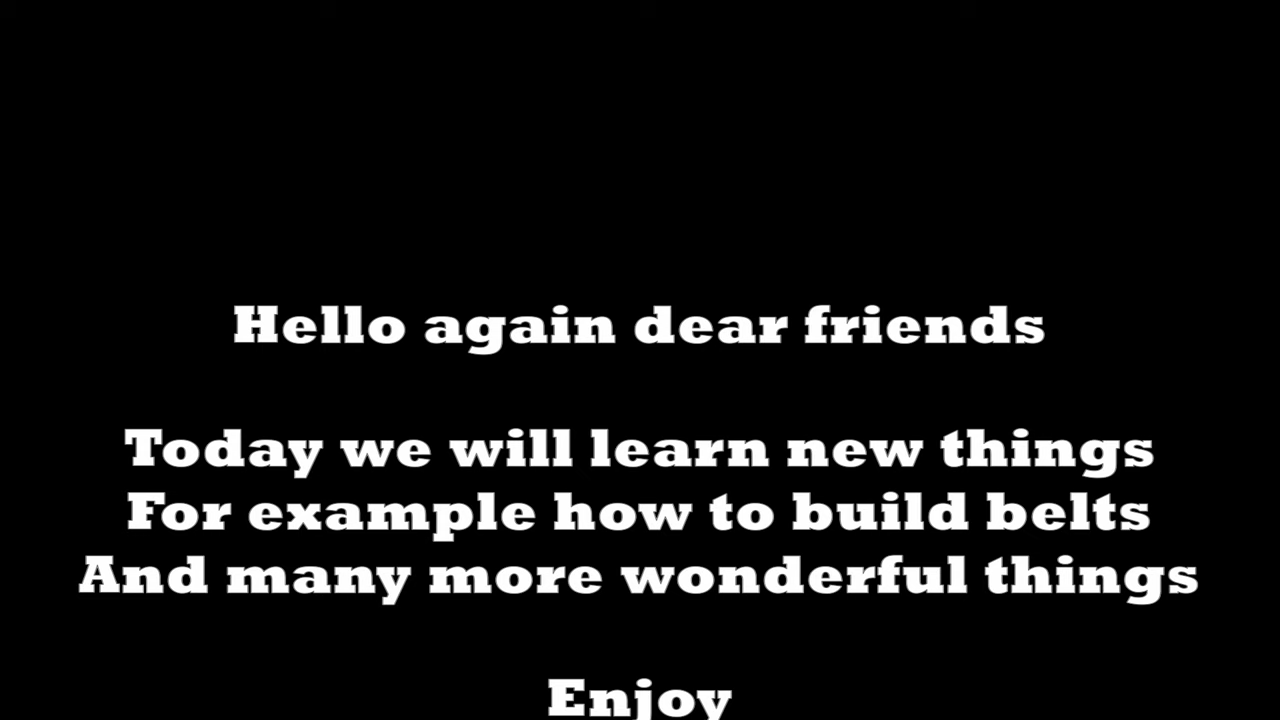 Hello again dear friends
Today we will learn new things
For example how to build belts
And many more wonderful things
Enjoy